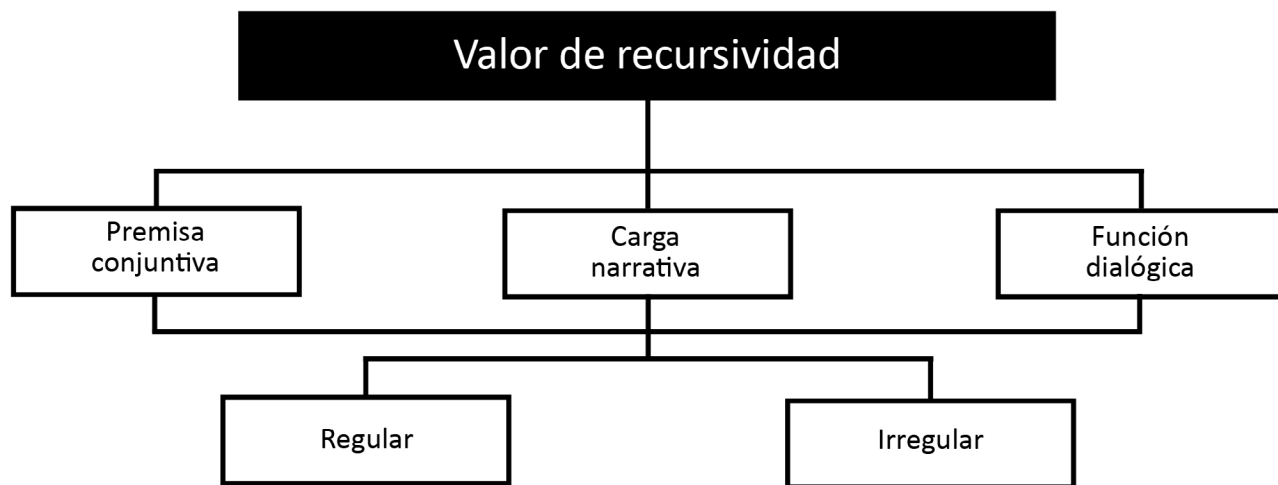 Valor de recursividad
Premisa
conjuntiva
Carga
narrativa
Función
dialógica
Regular
Irregular